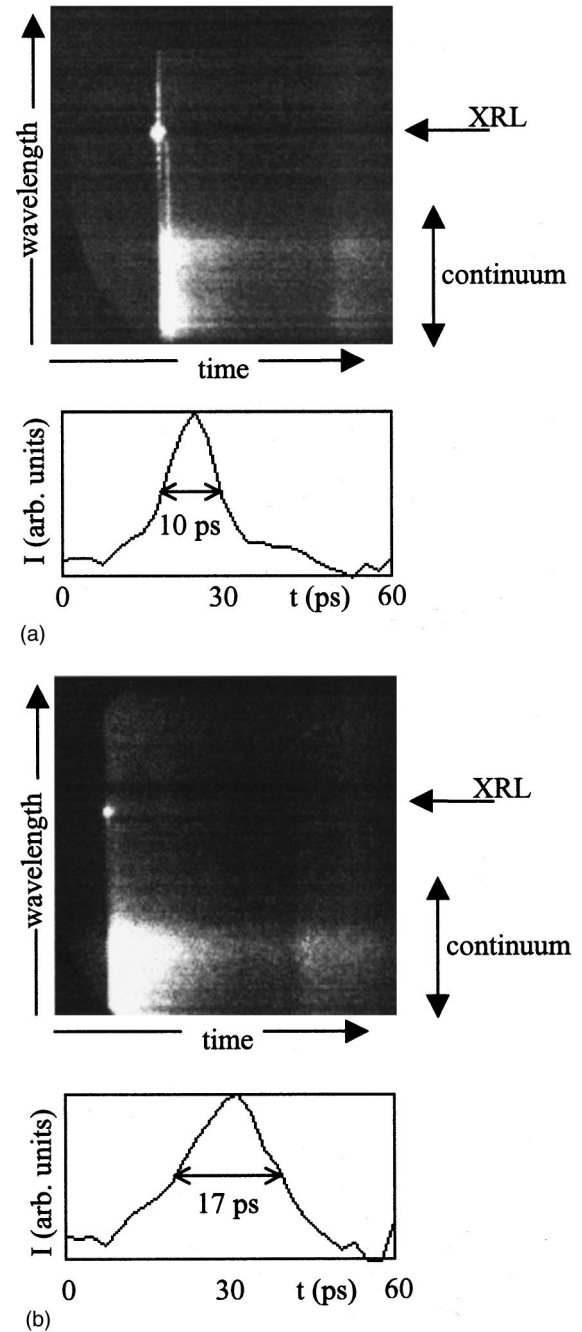 wavelength
XRL
continuum
time
I (arb. units)
10 ps
0 30 t (ps) 60
(a)
wavelength
XRL
continuum
time
I (arb. units)
17 ps
0 30 t (ps) 60
(b)